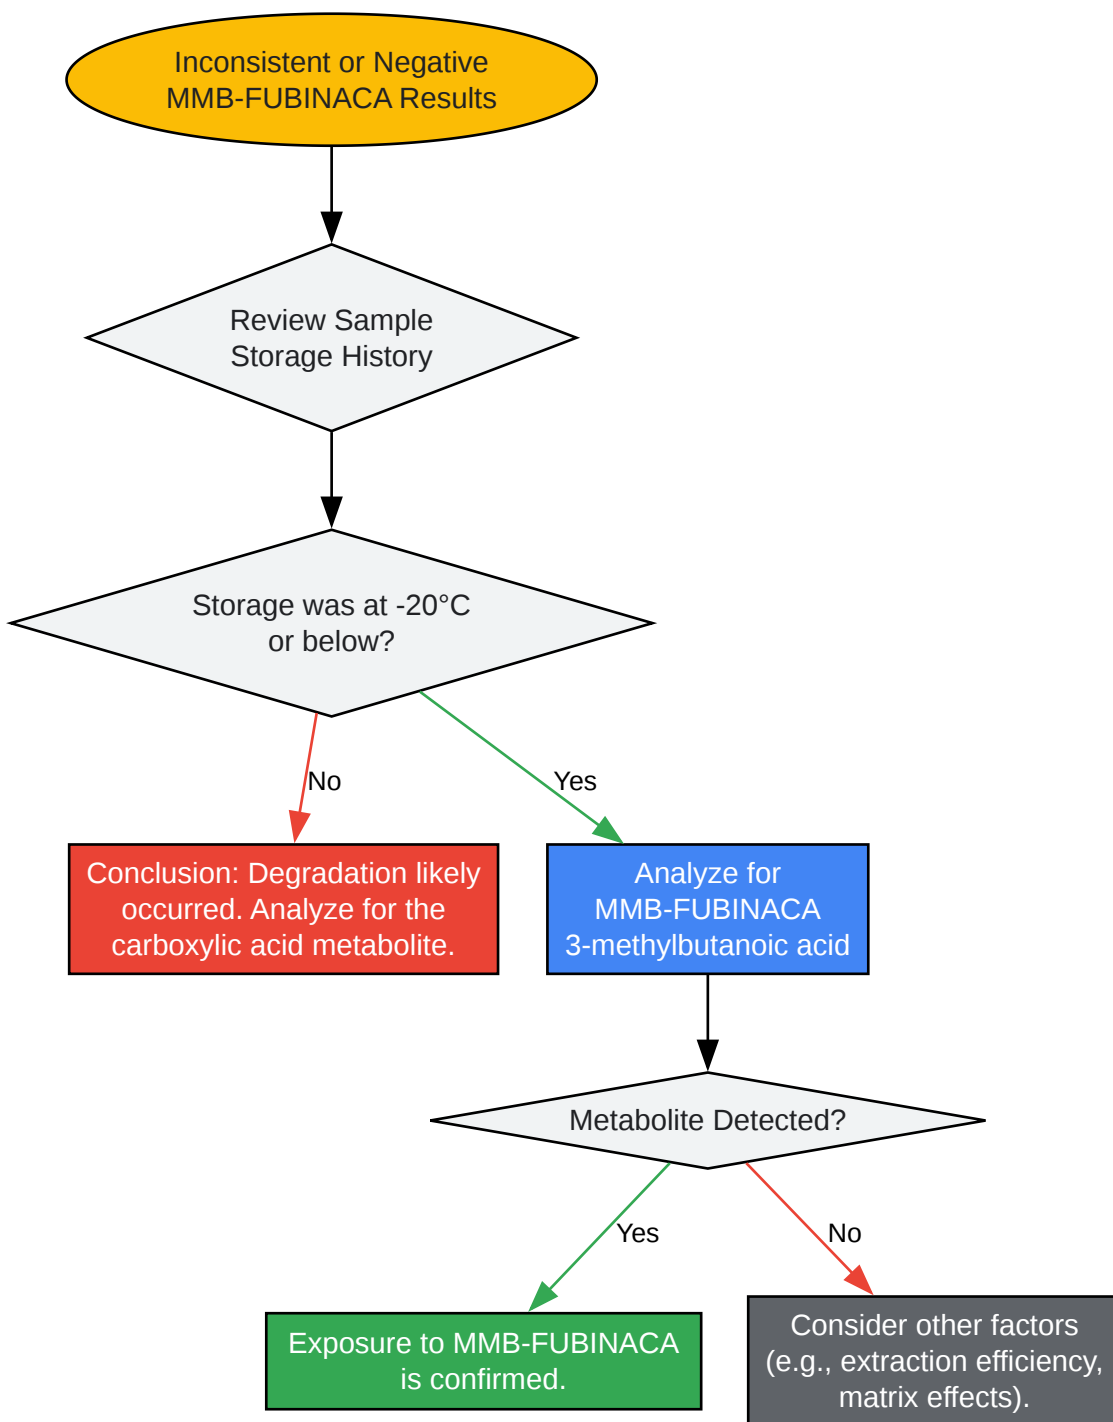 Inconsistent or Negative
MMB-FUBINACA Results
Review Sample
Storage History
Storage was at -20°C
or below?
No
Yes
Conclusion: Degradation likely
occurred. Analyze for the
carboxylic acid metabolite.
Analyze for
MMB-FUBINACA
3-methylbutanoic acid
Metabolite Detected?
Yes
No
Exposure to MMB-FUBINACA
is confirmed.
Consider other factors
(e.g., extraction efficiency,
matrix effects).